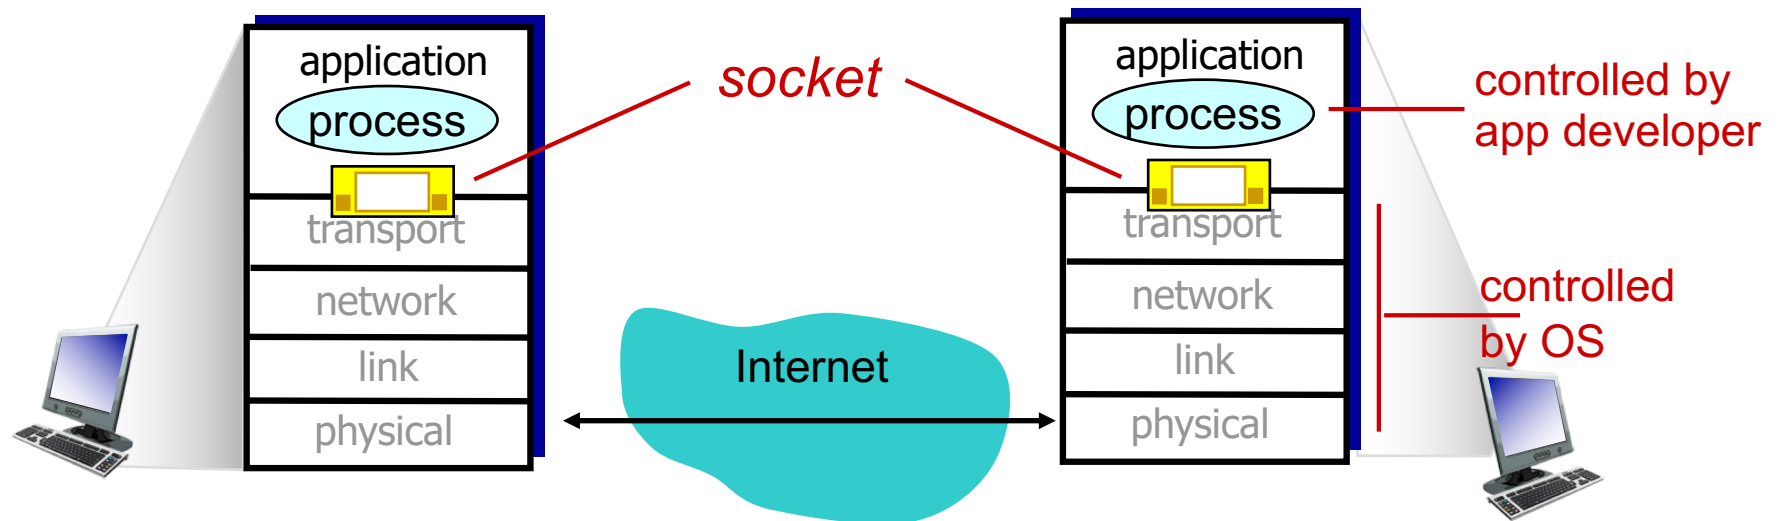 application
process
transport
network
link
physical
socket
Internet
application
process
transport
network
link
physical
controlled by
app developer
controlled
by OS